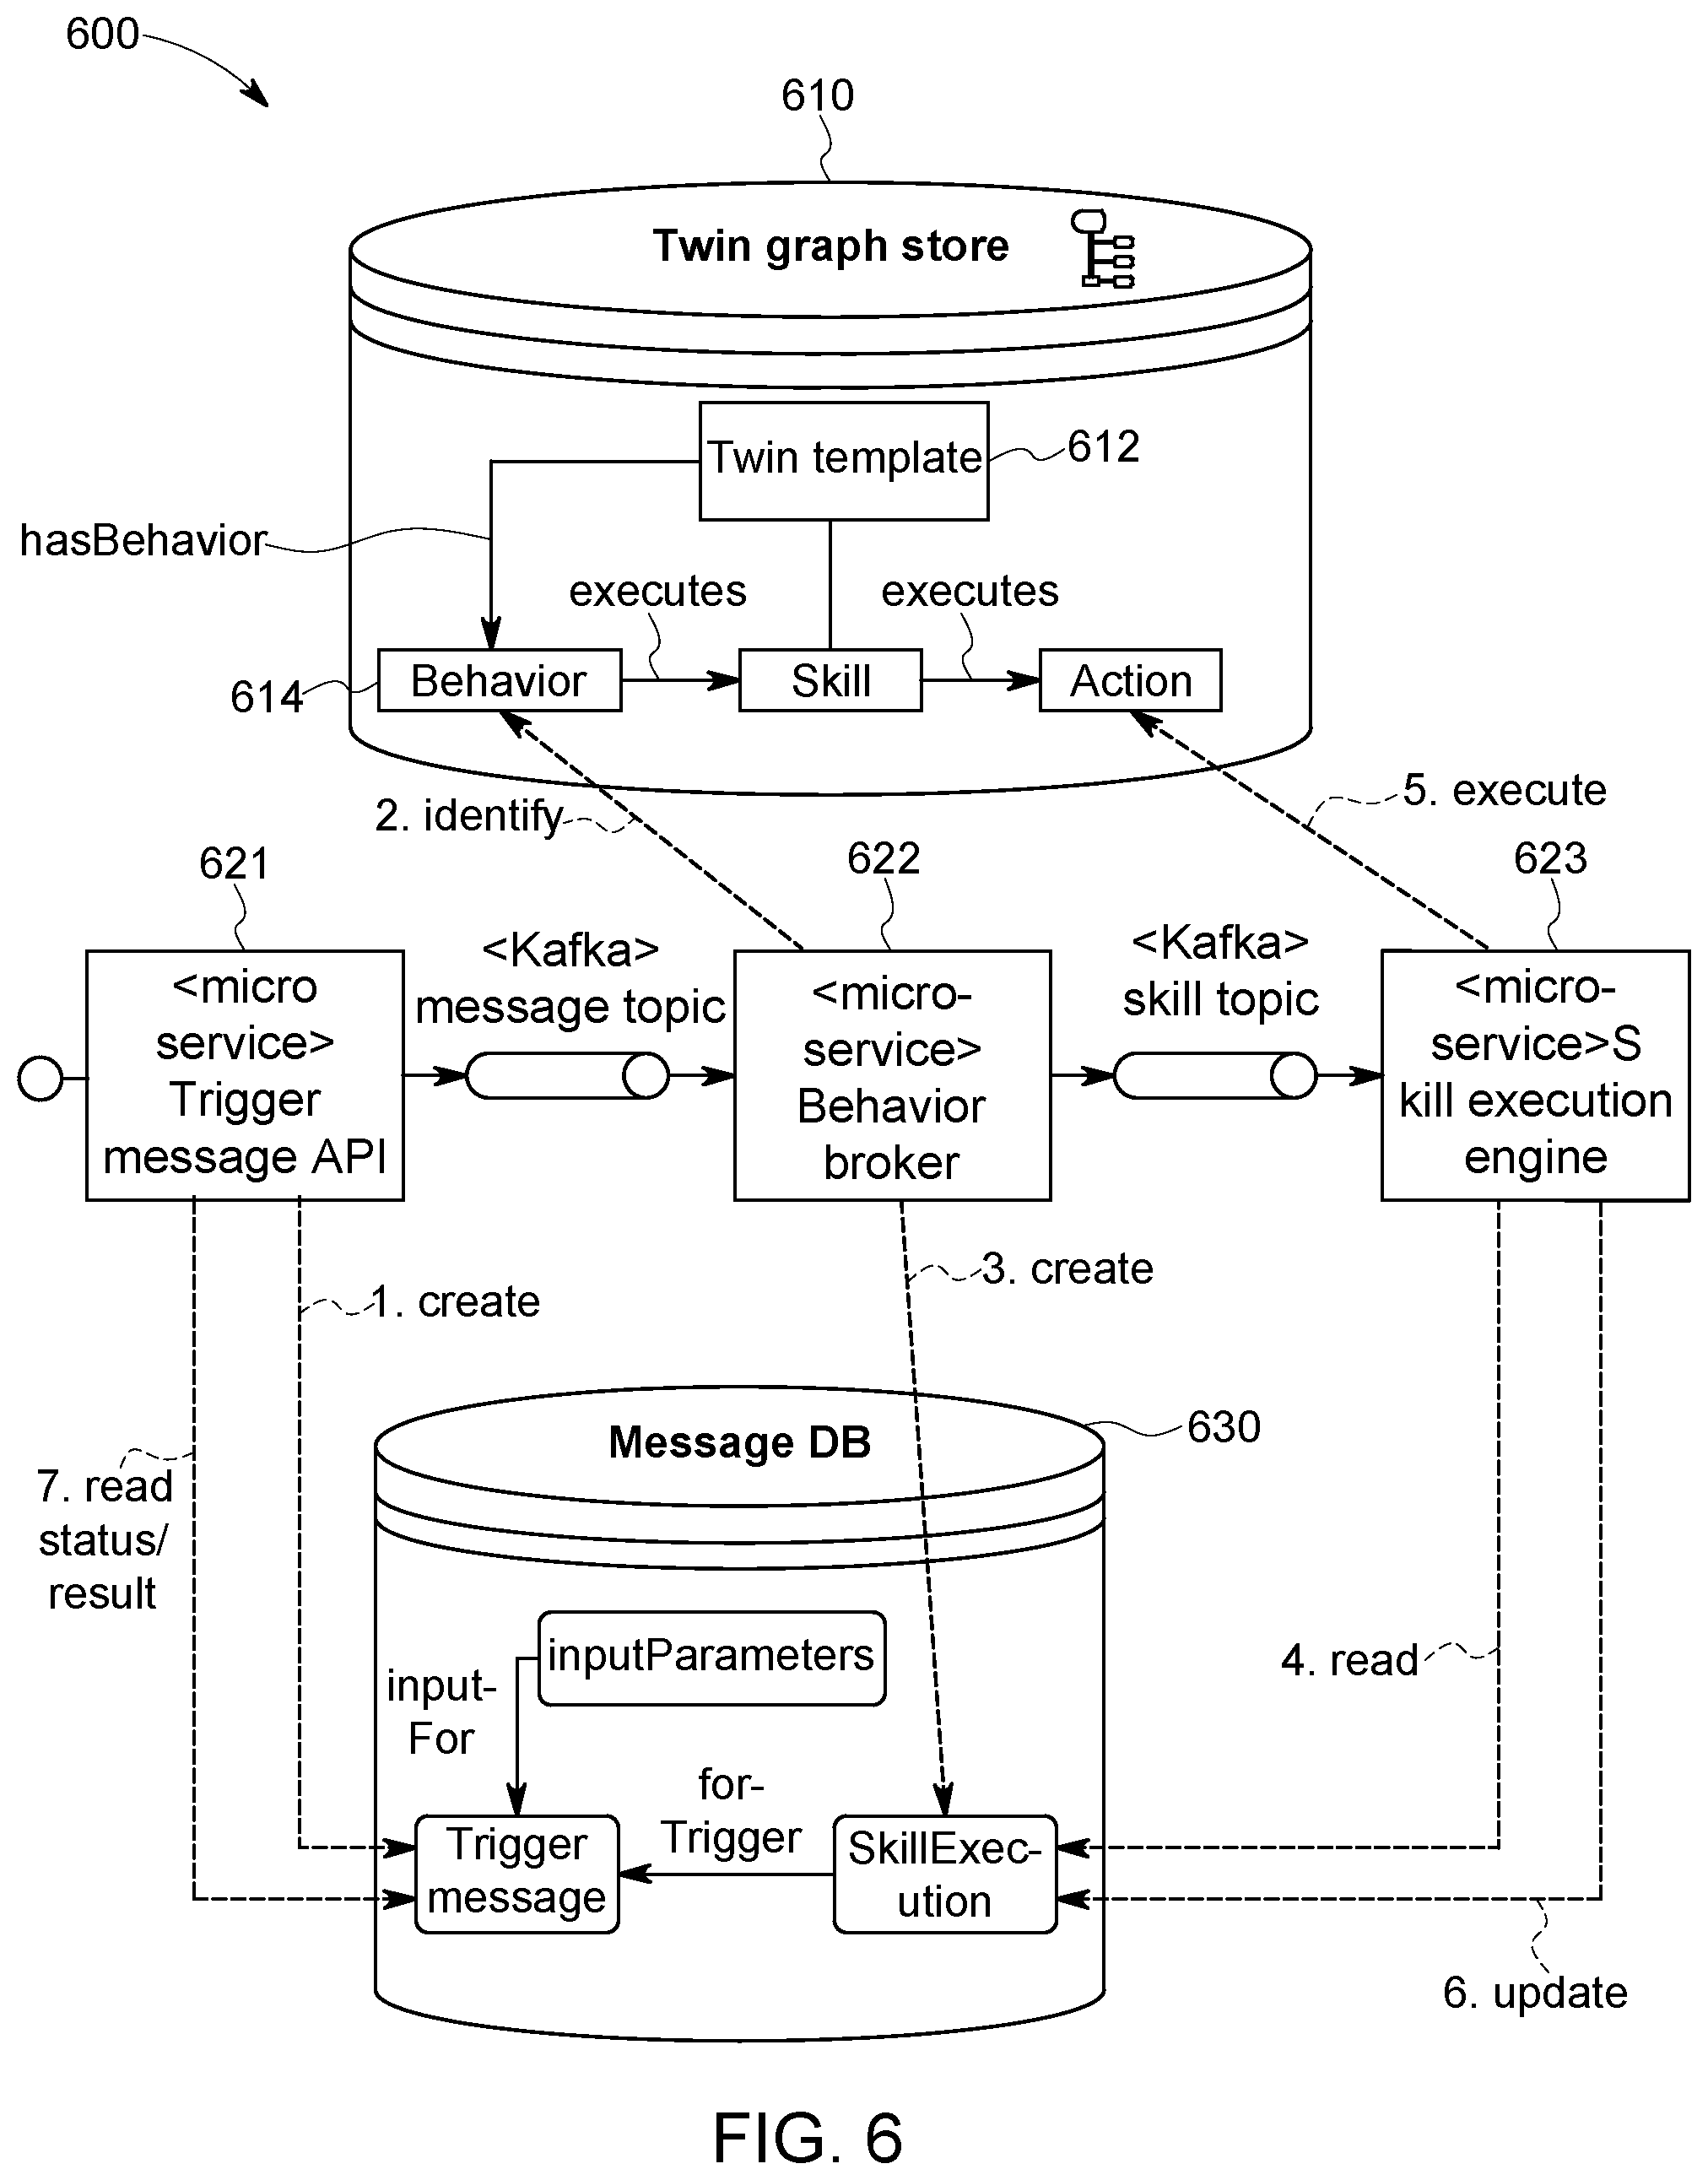 600
610
Twin graph store
Twin template
612
hasBehavior
executes
executes
614
Behavior
Skill
Action
2. identify
5. execute
621
622
623
<micro
service>
Trigger
message API
<Kafka>
message topic
<micro-
service>
Behavior
broker
<Kafka>
skill topic
<micro-
service>S
kill execution
engine
1. create
3. create
7. read
status/
result
Message DB
630
inputParameters
input-
For
4. read
for-
Trigger
Trigger
message
SkillExec-
ution
6. update
FIG. 6